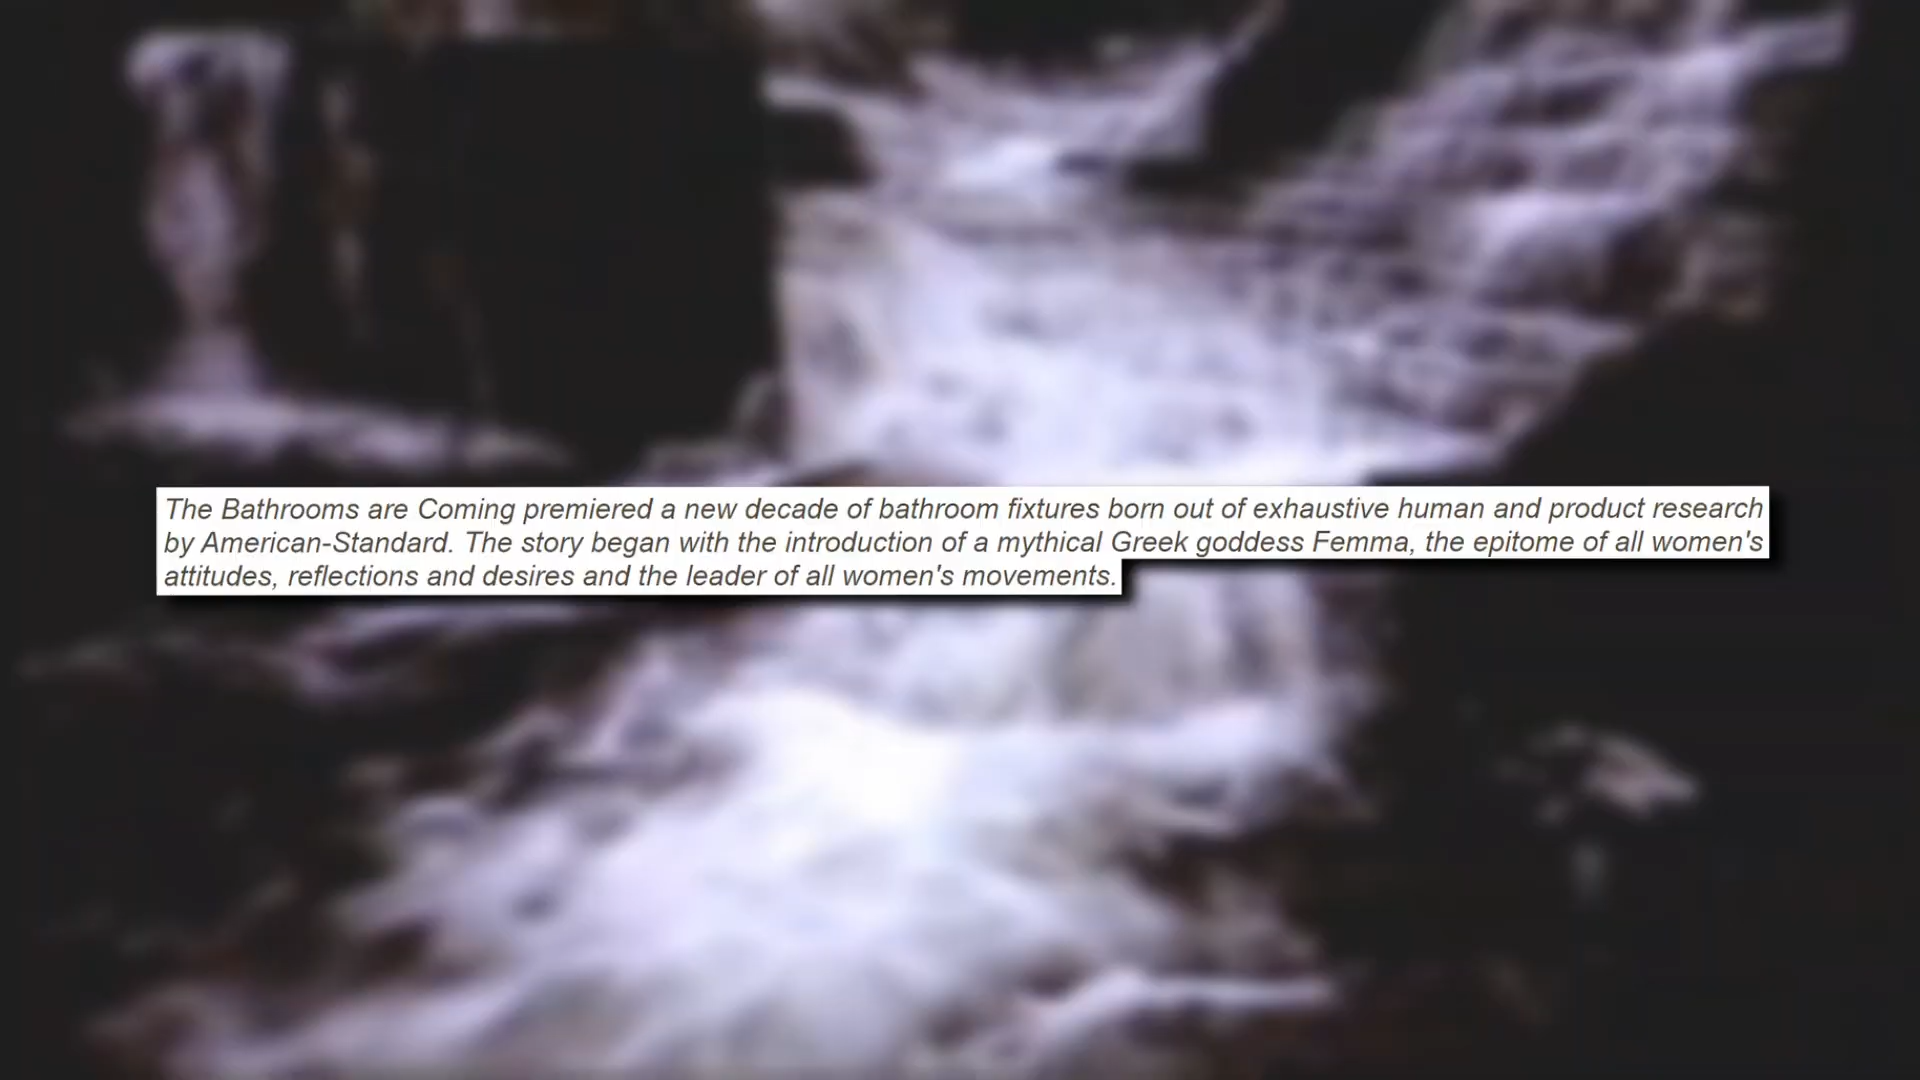 The Bathrooms are Coming premiered a new decade of bathroom fixtures born out of exhaustive human and product research
by American-Standard. The story began with the introduction of a mythical Greek goddess Femma, the epitome of all women's
attitudes, reflections and desires and the leader of all women's movements.